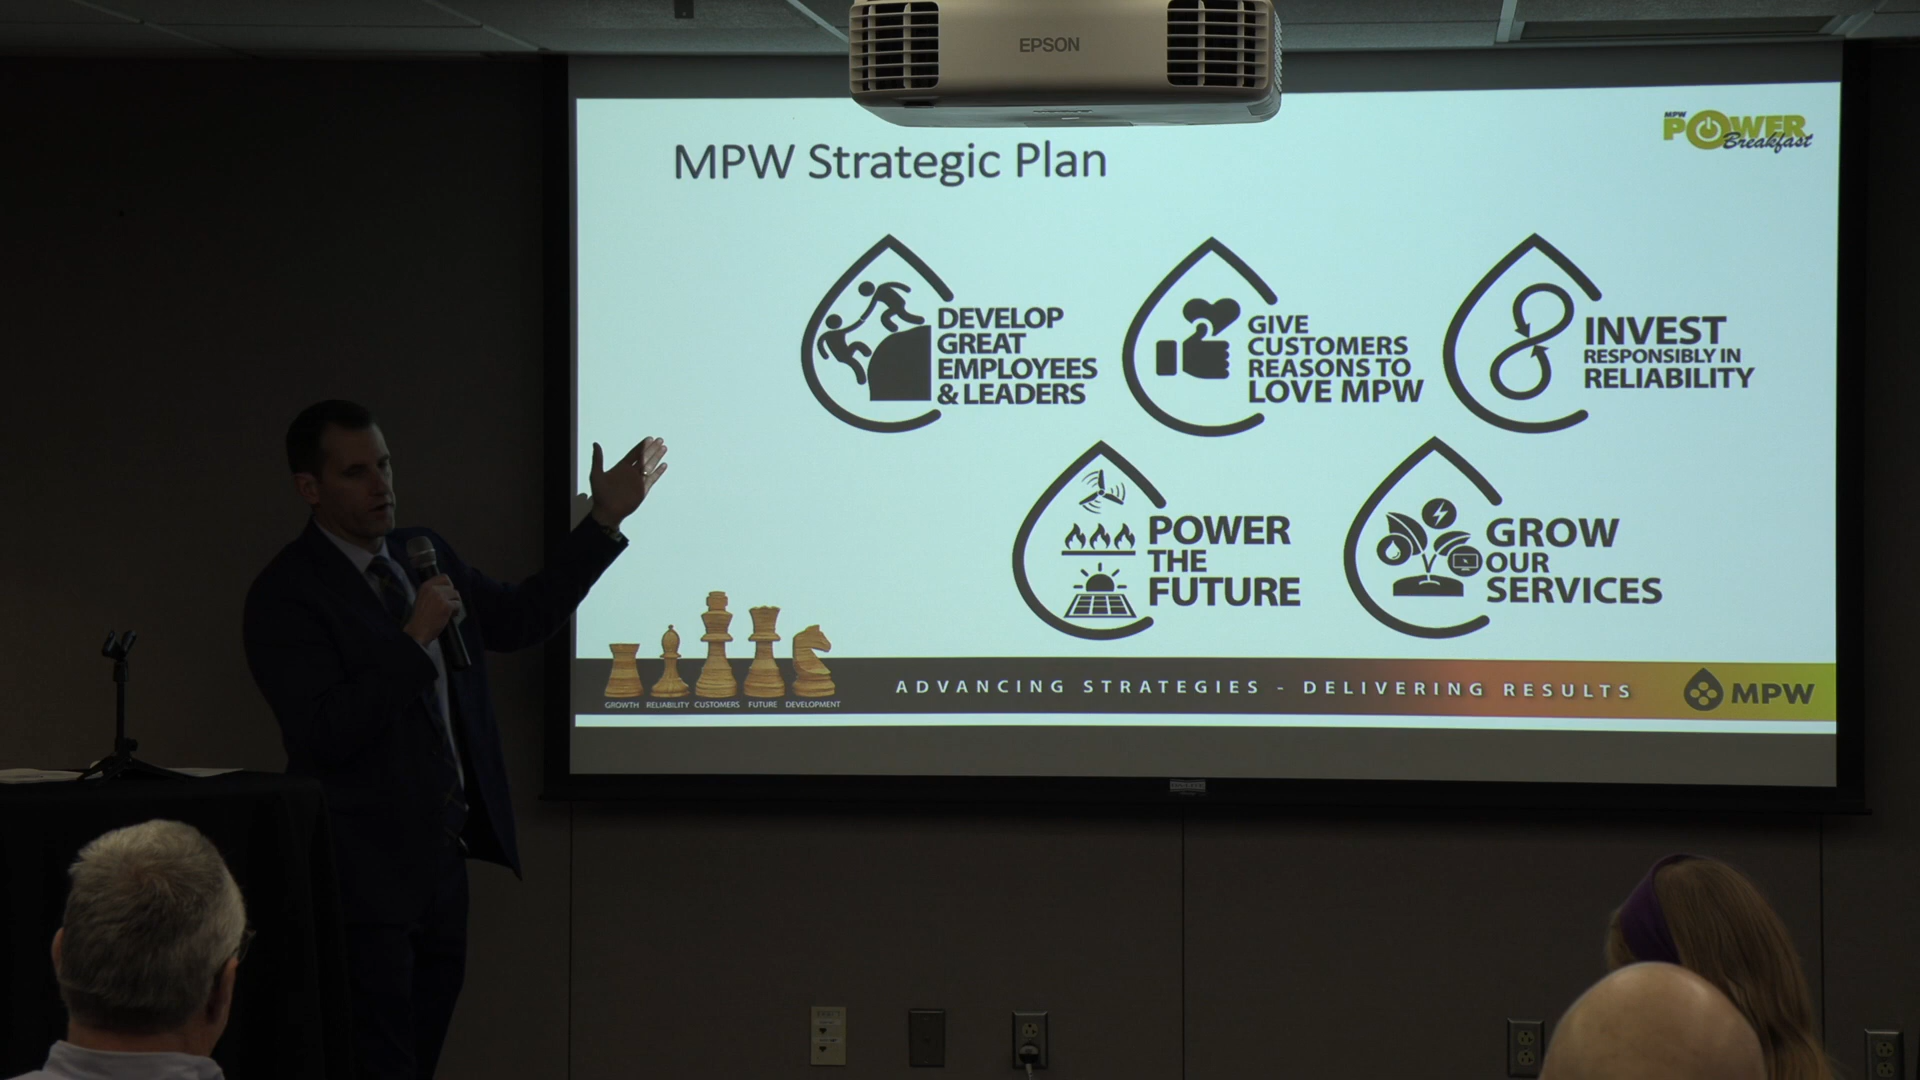 EPSON
MPW Strategic Plan
MPW
POWER
Breakfast
DEVELOP
GREAT
EMPLOYEES
& LEADERS
GIVE
CUSTOMERS
REASONS TO
LOVE MPW
INVEST
RESPONSIBLY IN
RELIABILITY
POWER
THE
FUTURE
GROW
OUR
SERVICES
GROWTH RELIABILITY CUSTOMERS FUTURE DEVELOPMENT
ADVANCING STRATEGIES - DELIVERING RESULTS
MPW